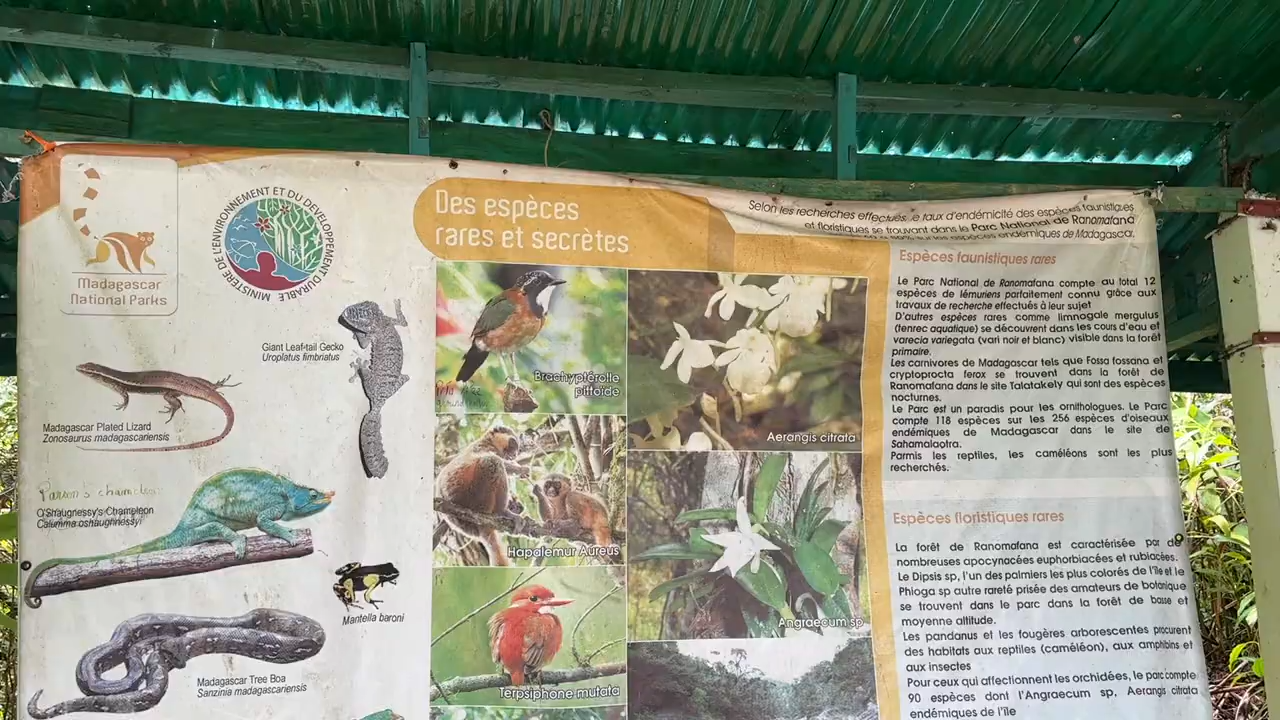 Madagascar
National Parks
MINISTÈRE DE L'ENVIRONNEMENT ET DU DEVELOPPEMENT DURABLE
Giant Leaf-tail Gecko
Uroplatus fimbriatus
Madagascar Plated Lizard
Zonosaurus madagascariensis
Parson's chameleon
O'Shaugnessy's Chameleon
Calumma oshaughnessyi
Mantella baroni
Madagascar Tree Boa
Sanzinia madagascariensis
Des espèces
rares et secrètes
Brachyptérolle
pittoïde
Hapalemur Aureus
Terpsiphone mutata
Aerangis citrata
Angraecum sp
Selon les recherches effectués, le taux d'endémicité des espèces faunistiques
et floristiques se trouvant dans le Parc National de Ranomafana
sur les espèces endémiques de Madagascar.
Espèces faunistiques rares
Le Parc National de Ranomafana compte au total 12
espèces de lémuriens parfaitement connu grâce aux
travaux de recherche effectués à leur sujet
D'autres espèces rares comme limnogale mergulus
(tenrec aquatique) se découvrent dans les cours d'eau et
varecia variegata (vari noir et blanc) visible dans la forêt
primaire.
Les carnivores de Madagascar tels que Fossa fossana et
cryptoprocta ferox se trouvent dans la forêt de
Ranomafana dans le site Talatakely qui sont des espèces
nocturnes.
Le Parc est un paradis pour les ornithologues. Le Parc
compte 118 espèces sur les 256 espèces d'oiseaux
endémiques de Madagascar dans le site de
Sahamalaotra.
Parmis les reptiles, les caméléons sont les plus
recherchés.
Espèces floristiques rares
La forêt de Ranomafana est caractérisée par de
nombreuses apocynacées euphorbiacées et rubiacées.
Le Dipsis sp, l'un des palmiers les plus colorés de l'île et le
Phioga sp autre rareté prisée des amateurs de botanique
se trouvent dans le parc dans la forêt de basse et
moyenne altitude.
Les pandanus et les fougères arborescentes procurent
des habitats aux reptiles (caméléon), aux amphibiens et
aux insectes
Pour ceux qui affectionnent les orchidées, le parc compte
90 espèces dont l'Angraecum sp, Aerangis citrata
endémiques de l'île